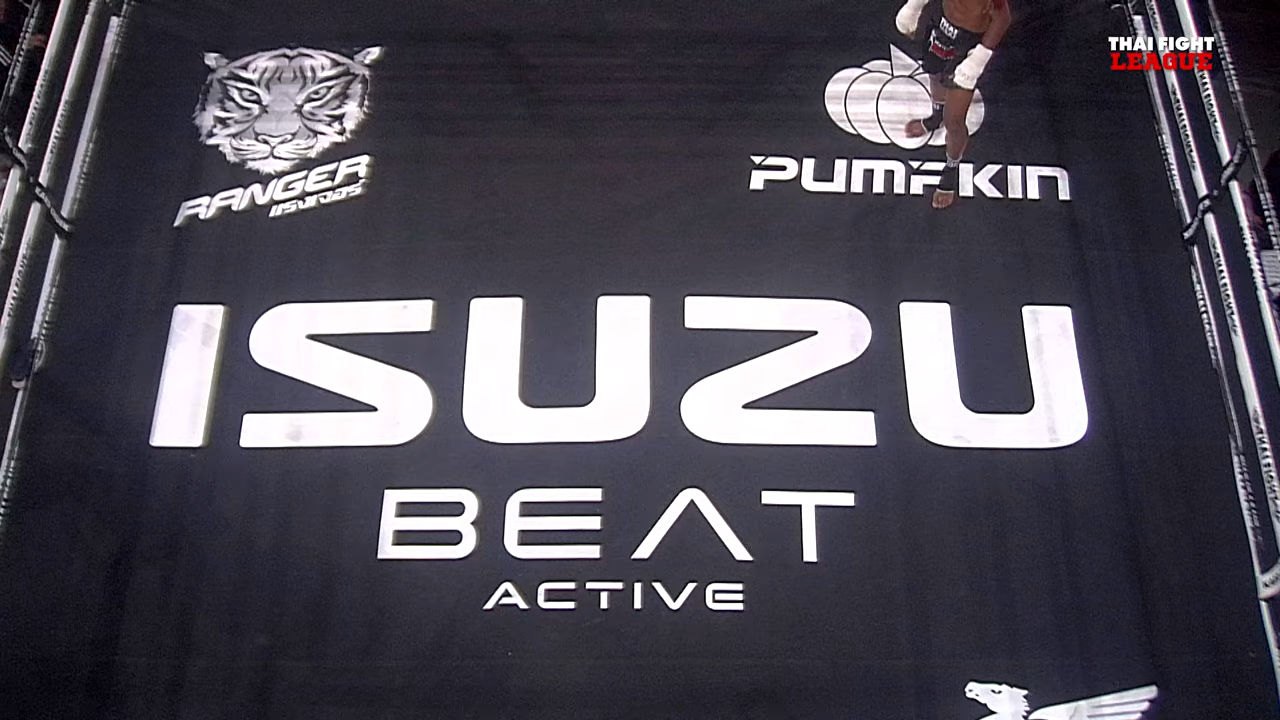 THAI FIGHT
LEAGUE
RANGER
PUMPKIN
ISUZU
BEAT
ACTIVE